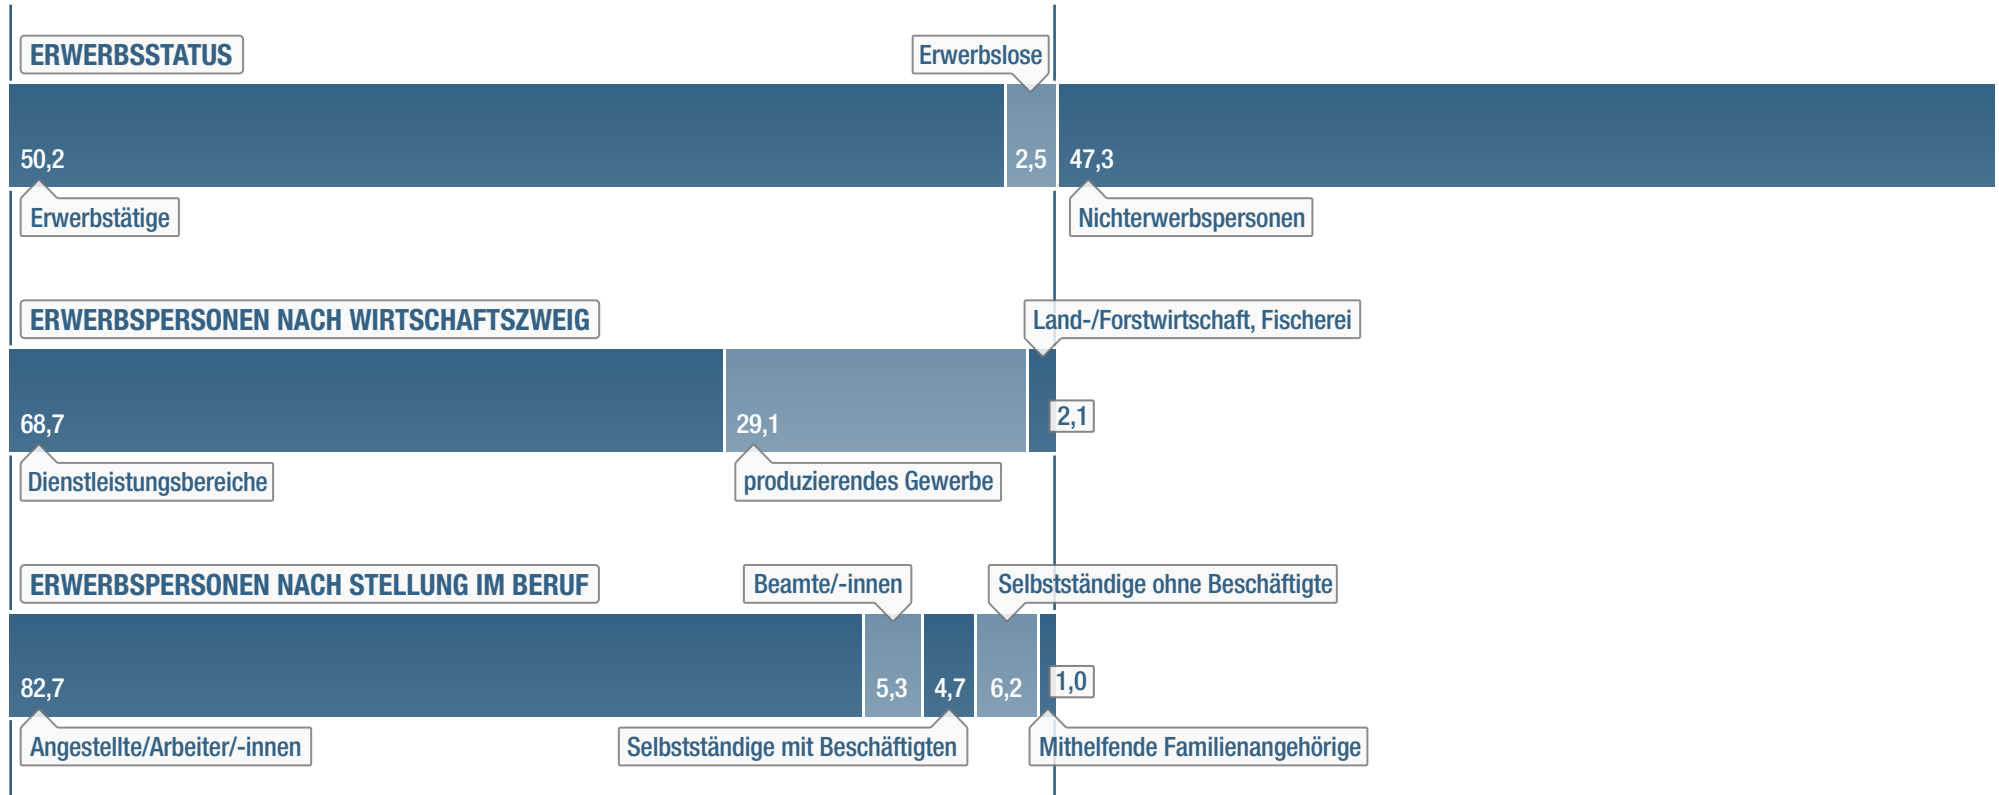 ERWERBSSTATUS
Erwerbslose
50,2
2,5
47,3
Erwerbstätige
Nichterwerbspersonen
ERWERBSPERSONEN NACH WIRTSCHAFTSZWEIG
Land-/Forstwirtschaft, Fischerei
68,7
29,1
2,1
Dienstleistungsbereiche
produzierendes Gewerbe
ERWERBSPERSONEN NACH STELLUNG IM BERUF
Beamte/-innen
Selbstständige ohne Beschäftigte
82,7
5,3
4,7
6,2
1,0
Angestellte/Arbeiter/-innen
Selbstständige mit Beschäftigten
Mithelfende Familienangehörige